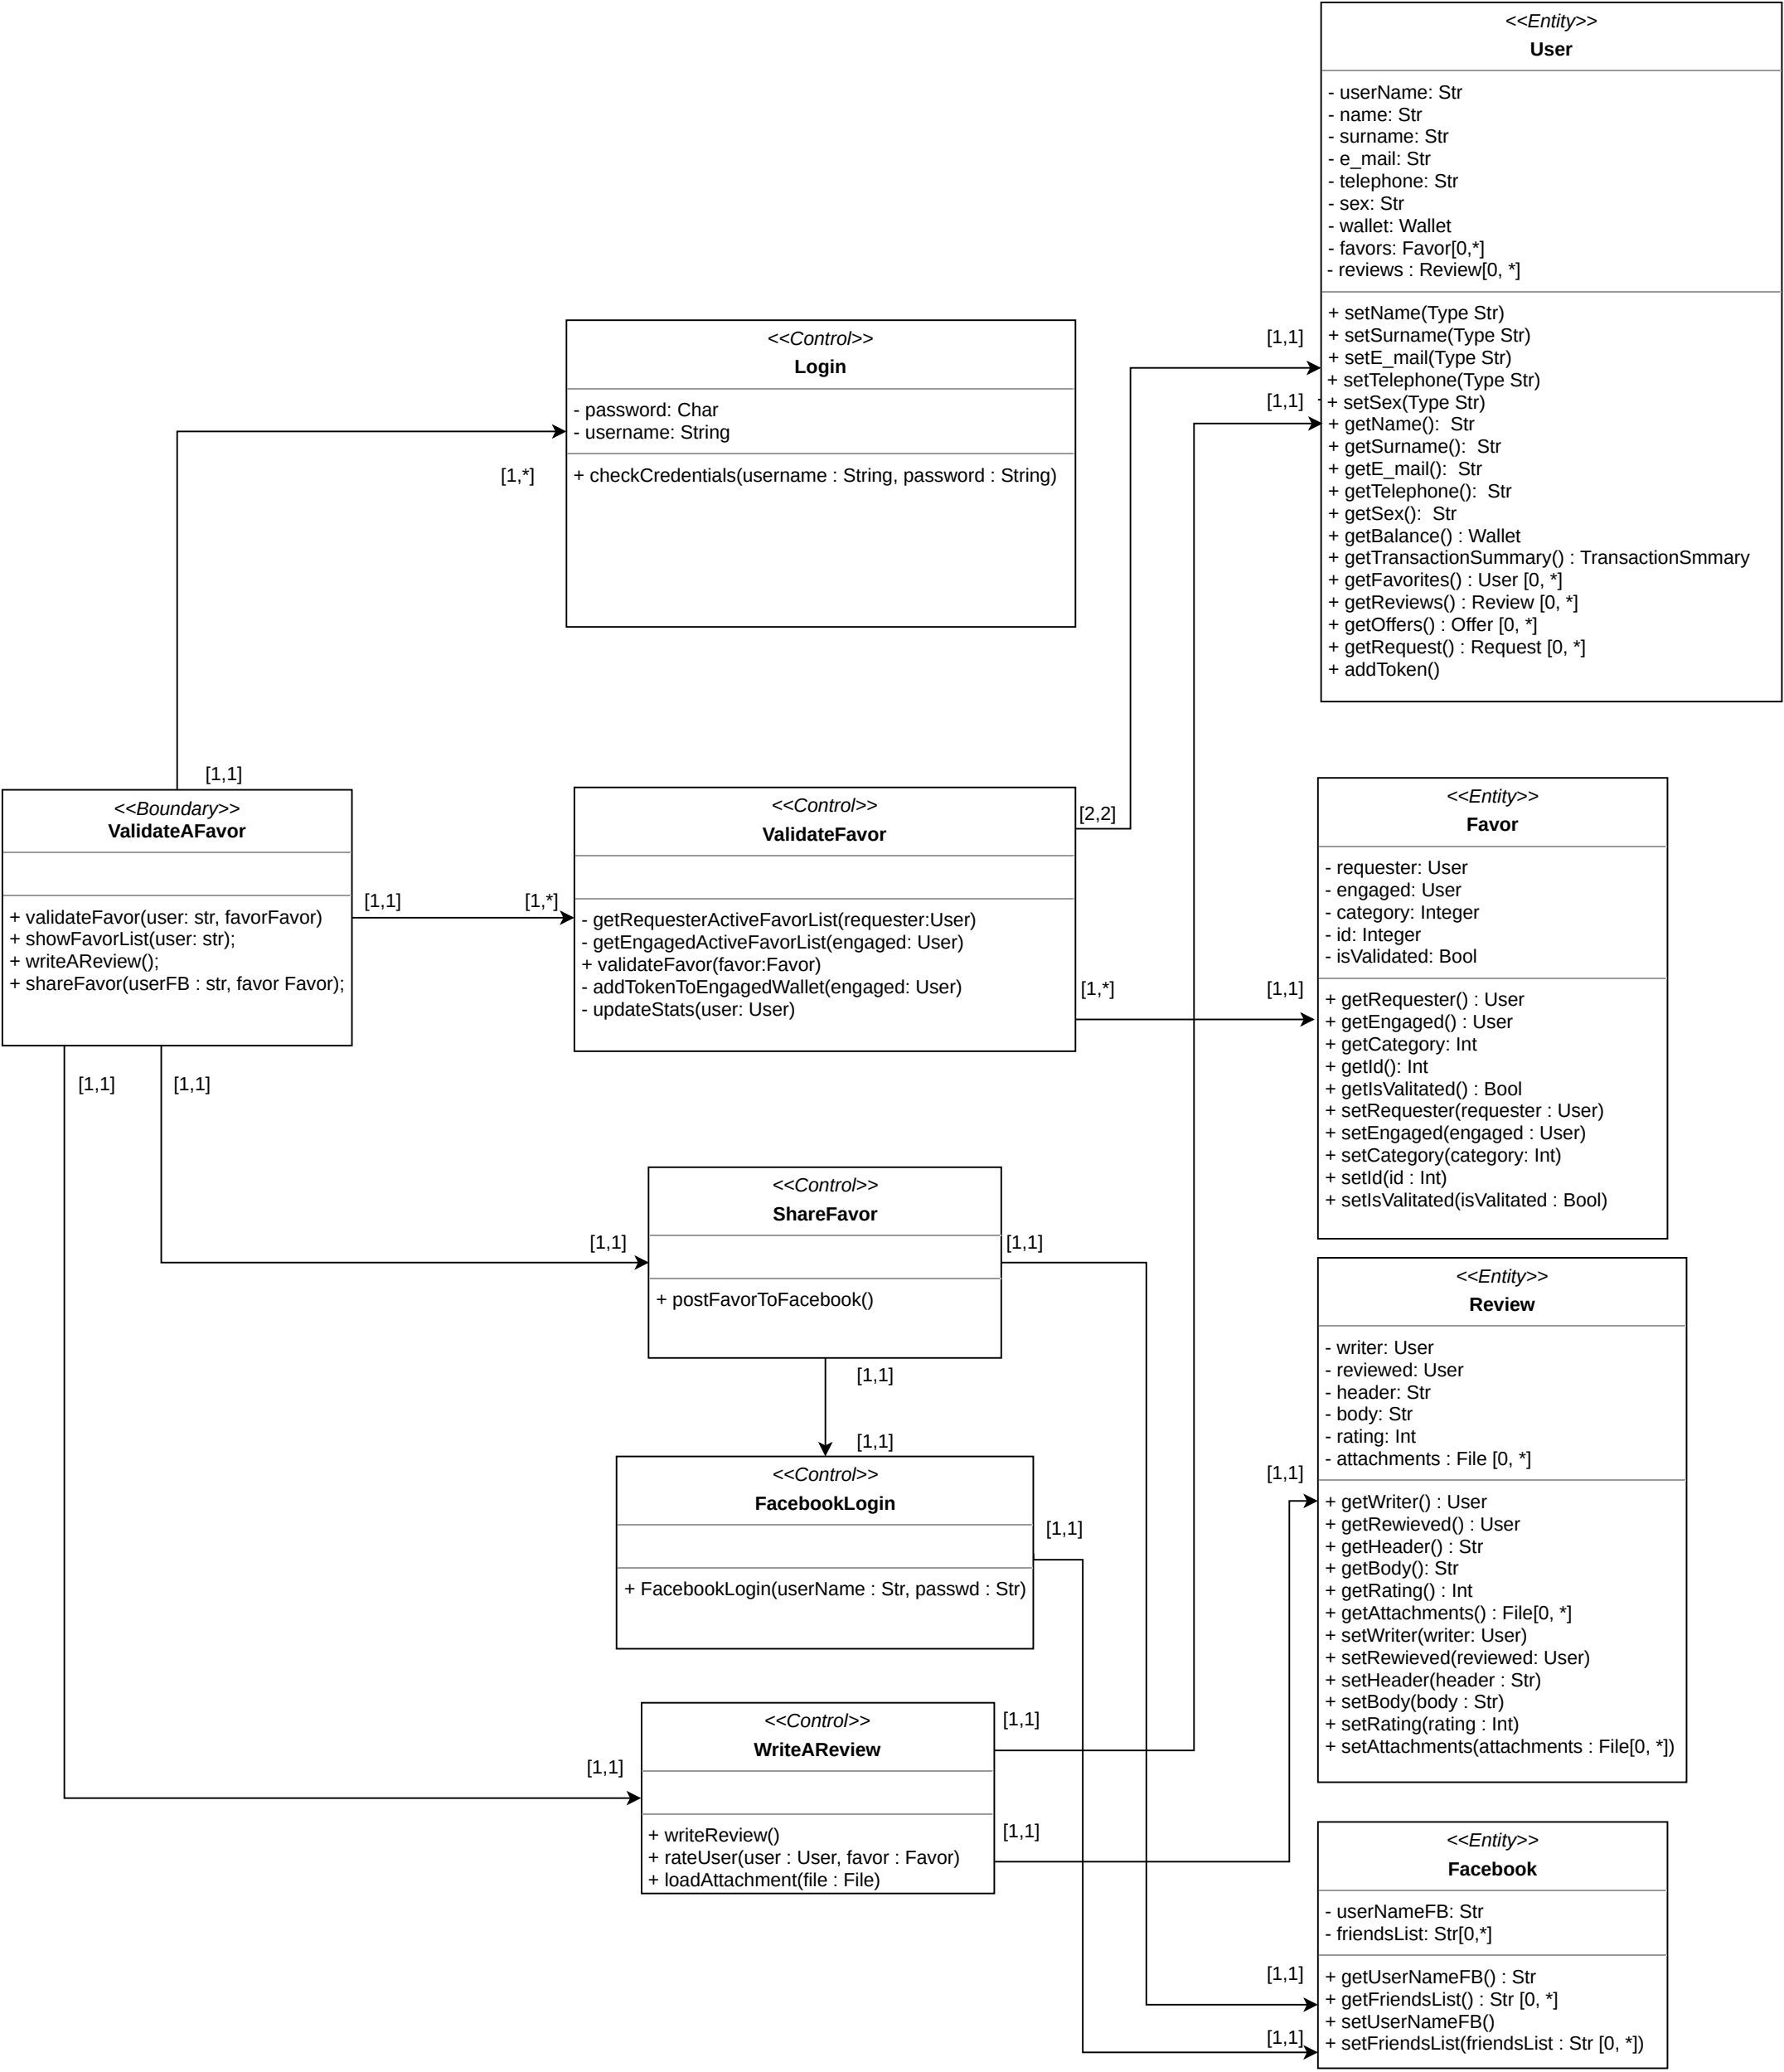 <<Entity>>
User
- userName: Str
- name: Str
- surname: Str
- e_mail: Str
- telephone: Str
- sex: Str
- wallet: Wallet
- favors: Favor[0,*]
- reviews : Review[0, *]
+ setName(Type Str)
+ setSurname(Type Str)
+ setE_mail(Type Str)
+ setTelephone(Type Str)
+ setSex(Type Str)
+ getName():  Str
+ getSurname():  Str
+ getE_mail():  Str
+ getTelephone():  Str
+ getSex():  Str
+ getBalance() : Wallet
+ getTransactionSummary() : TransactionSmmary
+ getFavorites() : User [0, *]
+ getReviews() : Review [0, *]
+ getOffers() : Offer [0, *]
+ getRequest() : Request [0, *]
+ addToken()
[1,1]
[1,1]
<<Control>>
Login
- password: Char
- username: String
+ checkCredentials(username : String, password : String)
[1,*]
[1,1]
<<Boundary>>
ValidateAFavor
+ validateFavor(user: str, favorFavor)
+ showFavorList(user: str);
+ writeAReview();
+ shareFavor(userFB : str, favor Favor);
[1,1]
[1,*]
[1,1]
[1,1]
<<Control>>
ValidateFavor
- getRequesterActiveFavorList(requester:User)
- getEngagedActiveFavorList(engaged: User)
+ validateFavor(favor:Favor)
- addTokenToEngagedWallet(engaged: User)
- updateStats(user: User)
[2,2]
[1,*]
[1,1]
<<Entity>>
Favor
- requester: User
- engaged: User
- category: Integer
- id: Integer
- isValidated: Bool
+ getRequester() : User
+ getEngaged() : User
+ getCategory: Int
+ getId(): Int
+ getIsValitated() : Bool
+ setRequester(requester : User)
+ setEngaged(engaged : User)
+ setCategory(category: Int)
+ setId(id : Int)
+ setIsValitated(isValitated : Bool)
<<Control>>
ShareFavor
+ postFavorToFacebook()
[1,1]
[1,1]
[1,1]
[1,1]
<<Control>>
FacebookLogin
+ FacebookLogin(userName : Str, passwd : Str)
[1,1]
<<Entity>>
Review
- writer: User
- reviewed: User
- header: Str
- body: Str
- rating: Int
- attachments : File [0, *]
+ getWriter() : User
+ getRewieved() : User
+ getHeader() : Str
+ getBody(): Str
+ getRating() : Int
+ getAttachments() : File[0, *]
+ setWriter(writer: User)
+ setRewieved(reviewed: User)
+ setHeader(header : Str)
+ setBody(body : Str)
+ setRating(rating : Int)
+ setAttachments(attachments : File[0, *])
[1,1]
<<Control>>
WriteAReview
+ writeReview()
+ rateUser(user : User, favor : Favor)
+ loadAttachment(file : File)
[1,1]
[1,1]
[1,1]
<<Entity>>
Facebook
- userNameFB: Str
- friendsList: Str[0,*]
+ getUserNameFB() : Str
+ getFriendsList() : Str [0, *]
+ setUserNameFB()
+ setFriendsList(friendsList : Str [0, *])
[1,1]
[1,1]